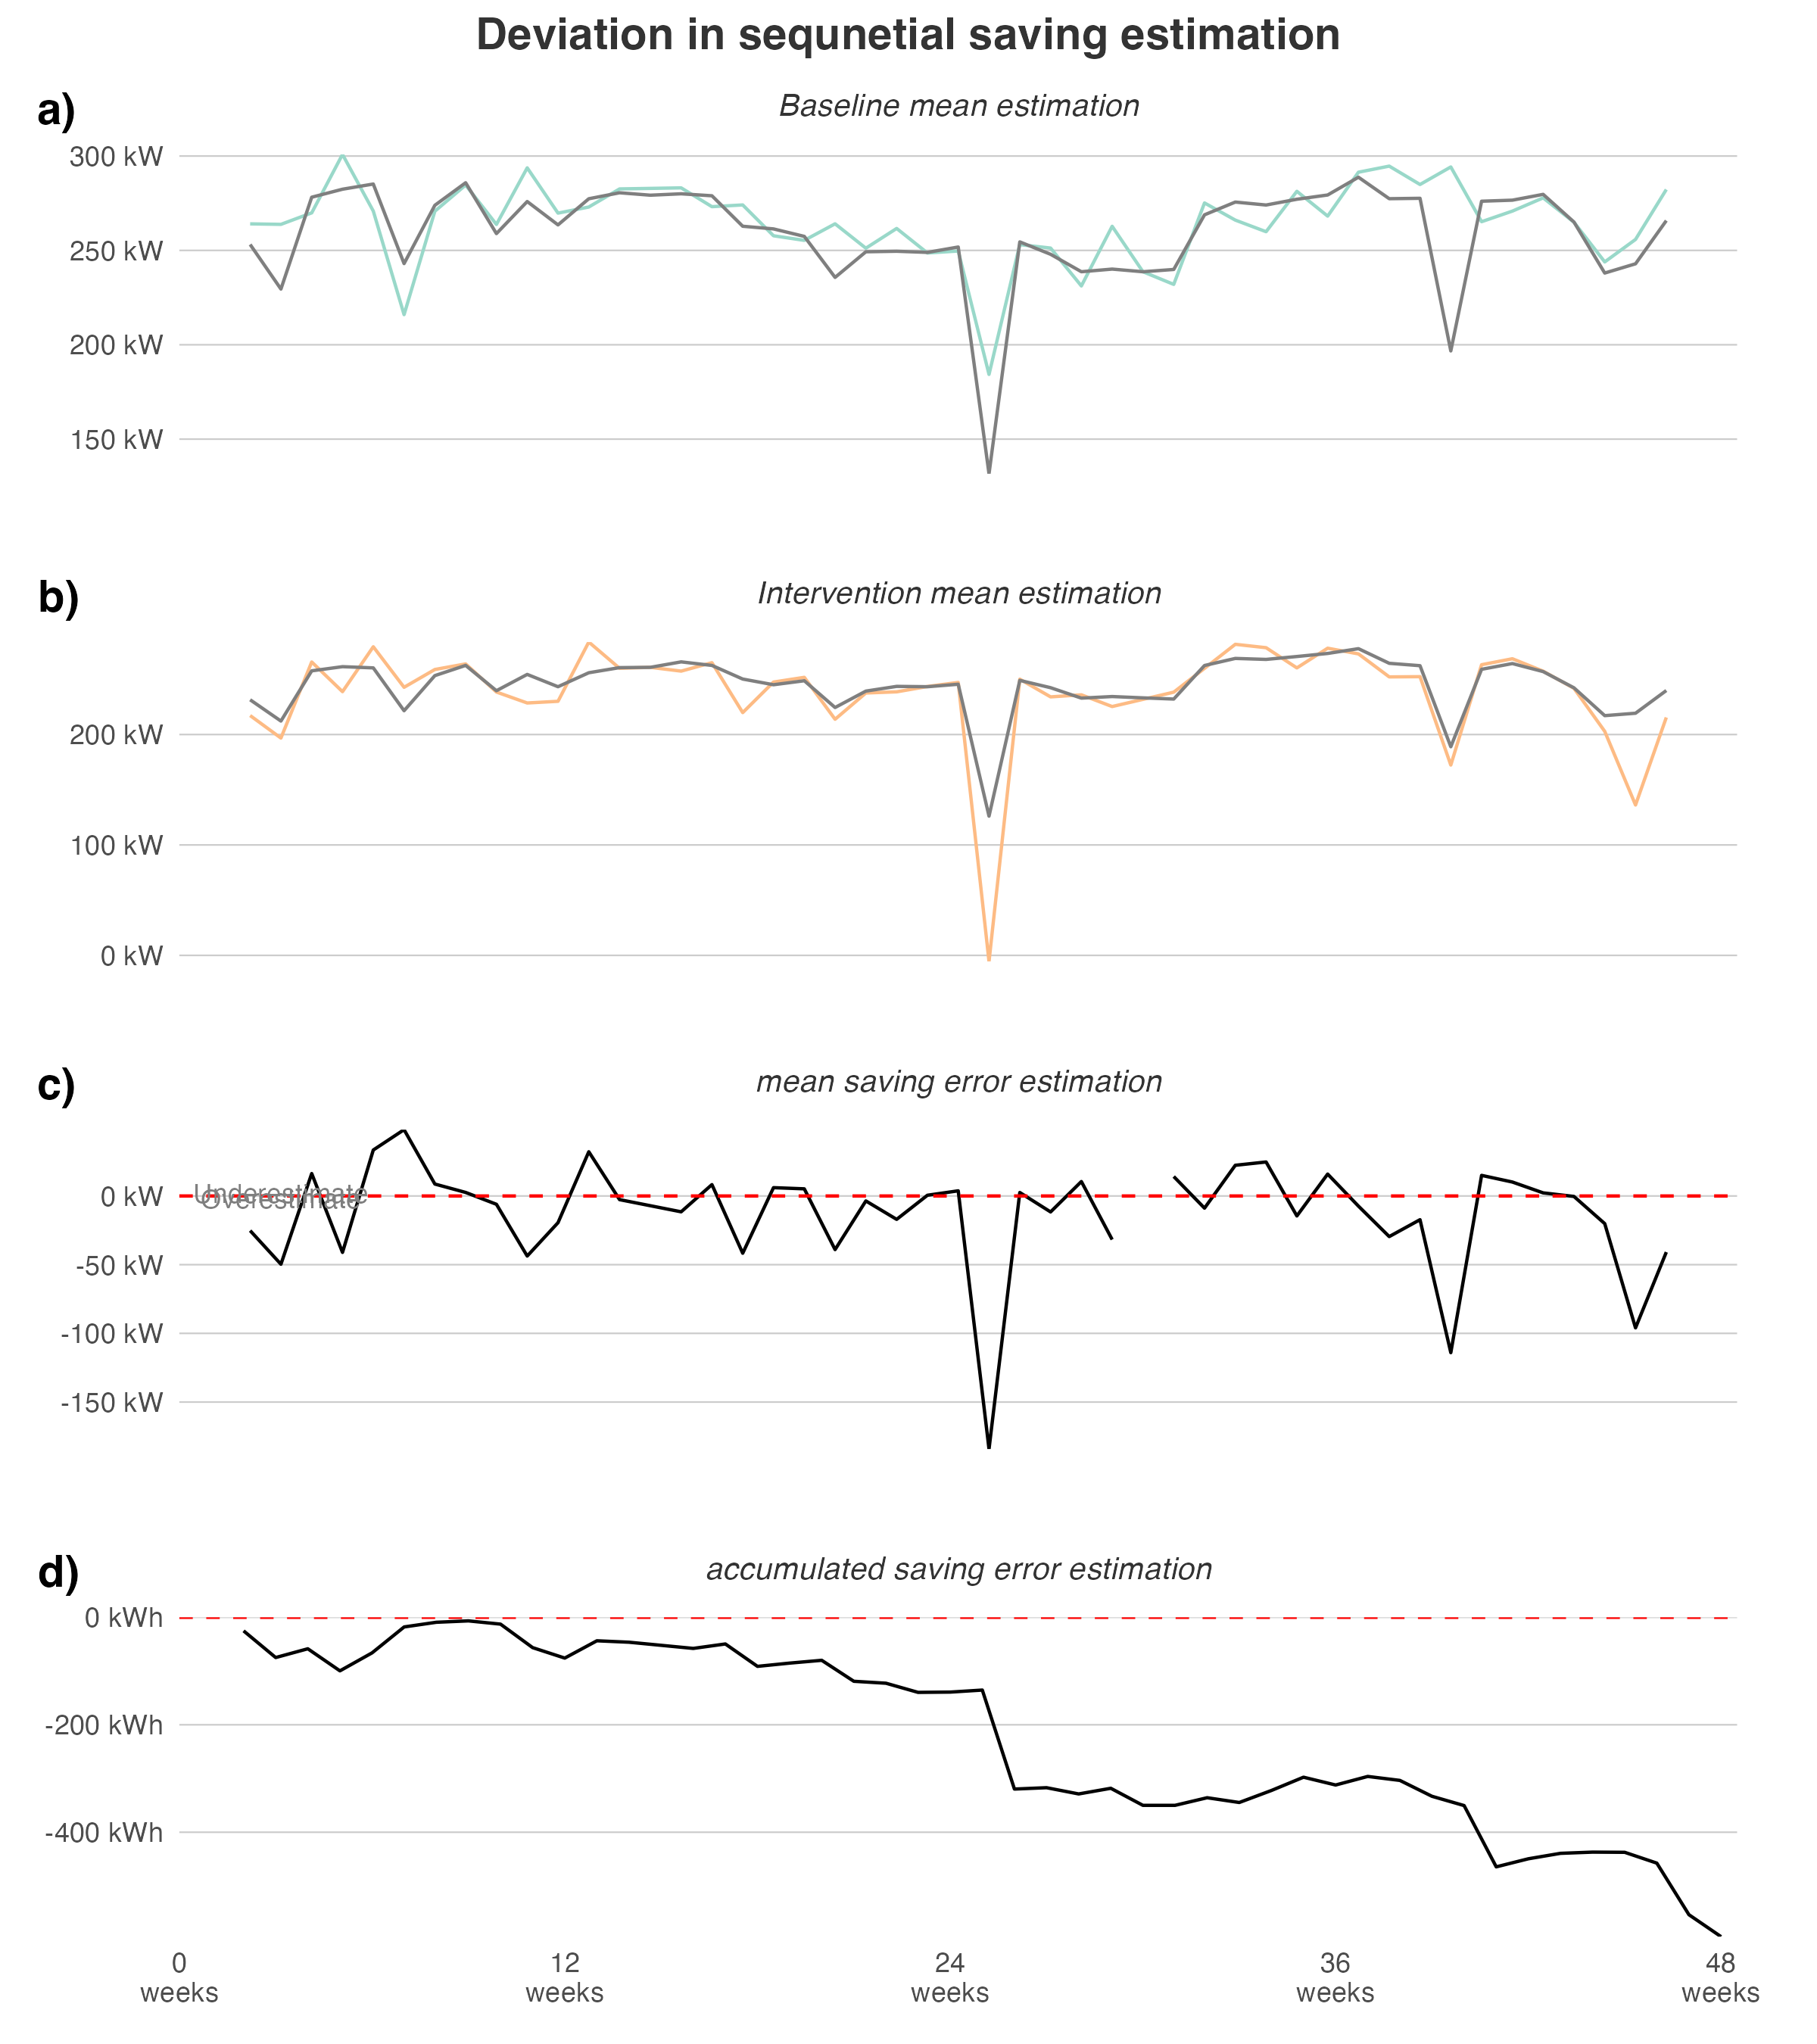 Deviation in sequnetial saving estimation
a)
Baseline mean estimation
300 kW
250 kW
200 kW
150 kW
b)
Intervention mean estimation
200 kW
100 kW
0 kW
c)
mean saving error estimation
Underestimate
Overestimate
0 kW
-50 kW
-100 kW
-150 kW
d)
accumulated saving error estimation
0 kWh
-200 kWh
-400 kWh
0
weeks
12
weeks
24
weeks
36
weeks
48
weeks